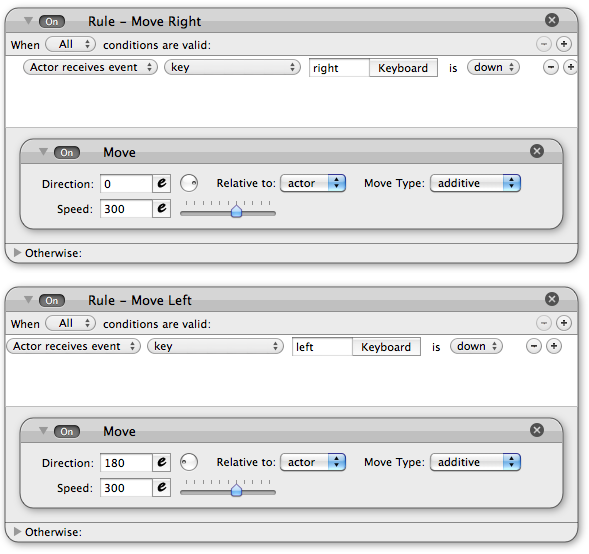 On Rule – Move Right
When All conditions are valid:
Actor receives event key right Keyboard is down
On Move
Direction: 0 e Relative to: actor Move Type: additive
Speed: 300 e
Otherwise:
On Rule – Move Left
When All conditions are valid:
Actor receives event key left Keyboard is down
On Move
Direction: 180 e Relative to: actor Move Type: additive
Speed: 300 e
Otherwise: